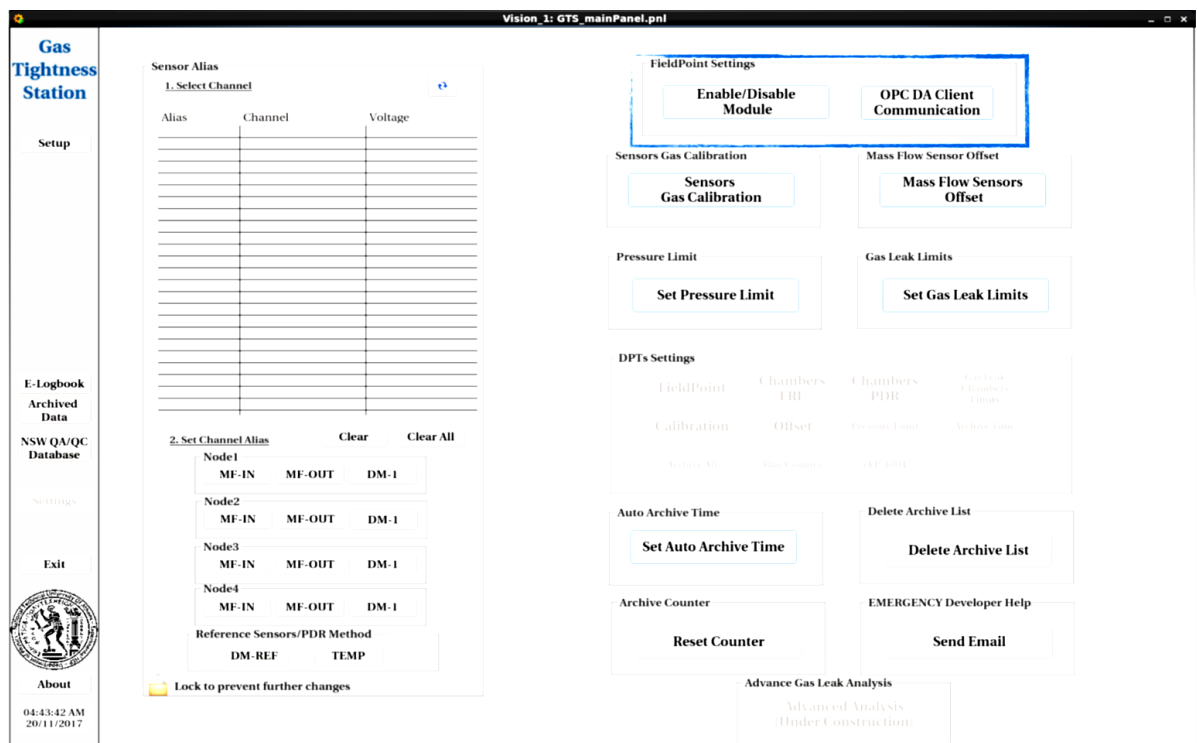 Vision_1: GTS_mainPanel.pnl
Gas
Tightness
Station
Setup
E-Logbook
Archived
Data
NSW QA/QC
Database
Settings
Exit
About
04:43:42 AM
20/11/2017
Sensor Alias
1. Select Channel
Alias Channel Voltage
2. Set Channel Alias Clear Clear All
Node1
MF-IN MF-OUT DM-1
Node2
MF-IN MF-OUT DM-1
Node3
MF-IN MF-OUT DM-1
Node4
MF-IN MF-OUT DM-1
Reference Sensors/PDR Method
DM-REF TEMP
Lock to prevent further changes
FieldPoint Settings
Enable/Disable
Module
OPC DA Client
Communication
Sensors Gas Calibration
Sensors
Gas Calibration
Mass Flow Sensor Offset
Mass Flow Sensors
Offset
Pressure Limit
Set Pressure Limit
Gas Leak Limits
Set Gas Leak Limits
DPTs Settings
FieldPoint
Chambers
FRI
Chambers
PDR
Gas Leak
Chambers
Limits
Calibration Offset Pressure Limit Archive Time
Auto Archive Time
Set Auto Archive Time
Delete Archive List
Delete Archive List
Archive Counter
Reset Counter
EMERGENCY Developer Help
Send Email
Advance Gas Leak Analysis
Advanced Analysis
(Under Construction)